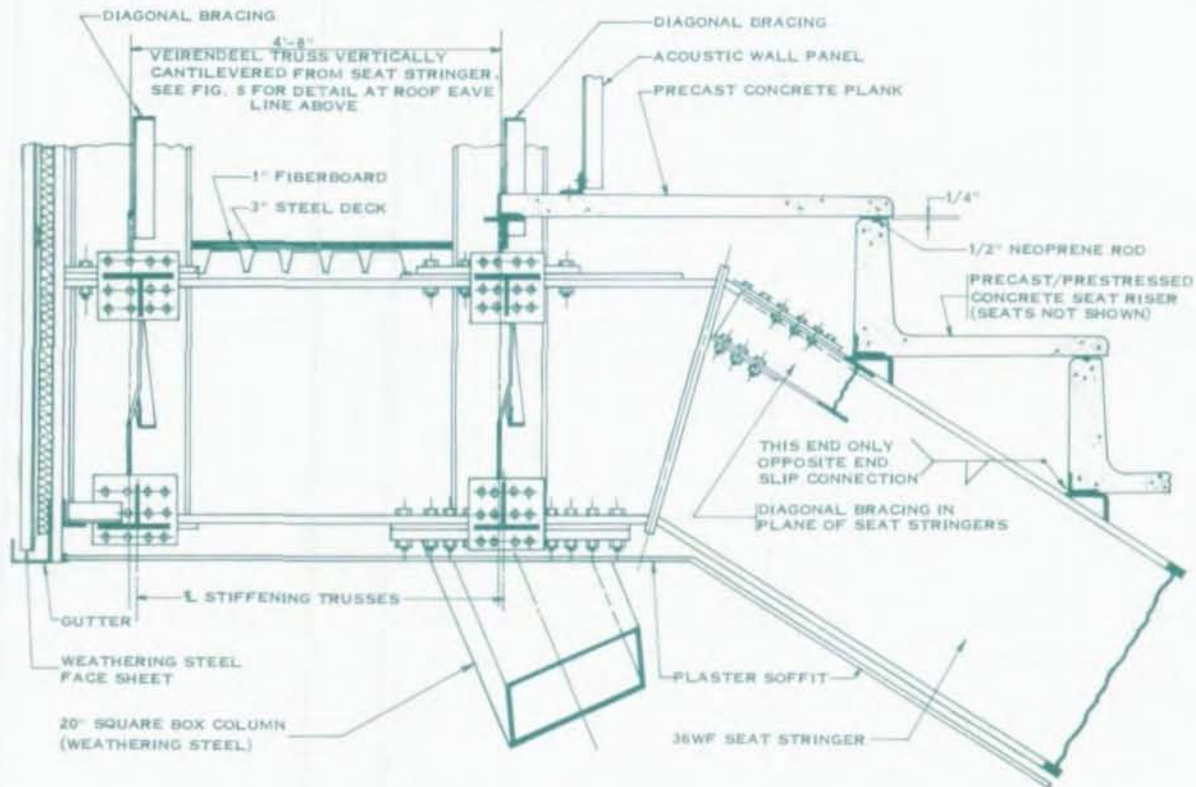 DIAGONAL BRACING
4'-8"
VEIRENDEEL TRUSS VERTICALLY
CANTILEVERED FROM SEAT STRINGER.
SEE FIG. 8 FOR DETAIL AT ROOF EAVE
LINE ABOVE
DIAGONAL BRACING
ACOUSTIC WALL PANEL
PRECAST CONCRETE PLANK
1" FIBERBOARD
3" STEEL DECK
1/4"
1/2" NEOPRENE ROD
PRECAST/PRESTRESSED
CONCRETE SEAT RISER
(SEATS NOT SHOWN)
THIS END ONLY
OPPOSITE END
SLIP CONNECTION
DIAGONAL BRACING IN
PLANE OF SEAT STRINGERS
℄ STIFFENING TRUSSES
GUTTER
WEATHERING STEEL
FACE SHEET
PLASTER SOFFIT
20" SQUARE BOX COLUMN
(WEATHERING STEEL)
36WF SEAT STRINGER